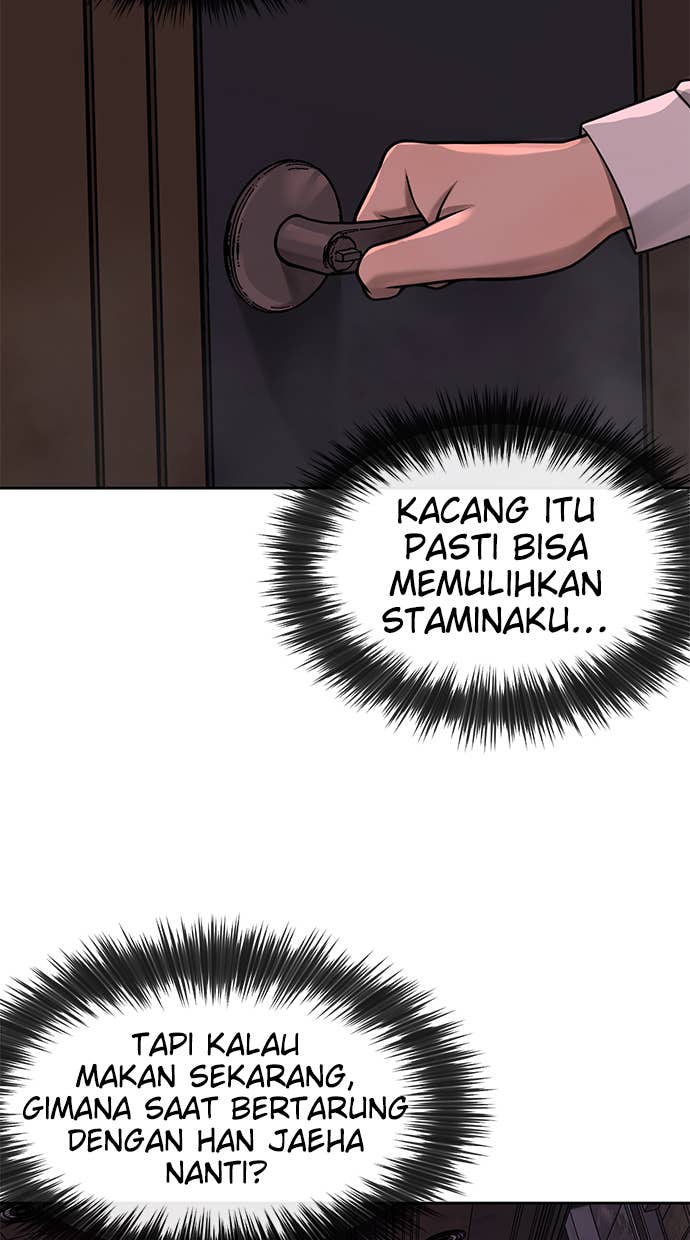 KACANG ITU
PASTI BISA
MEMULIHKAN
STAMINAKU...
TAPI KALAU
MAKAN SEKARANG,
GIMANA SAAT BERTARUNG
DENGAN HAN JAEHA
NANTI?